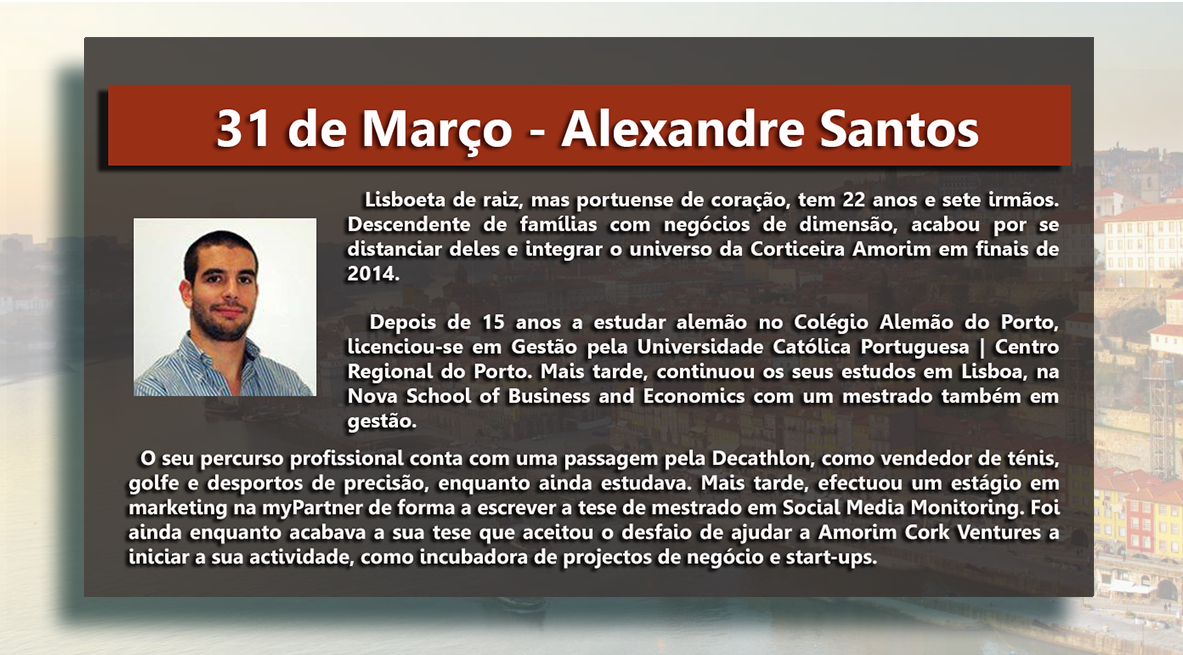 31 de Março - Alexandre Santos
Lisboeta de raiz, mas portuense de coração, tem 22 anos e sete irmãos.
Descendente de famílias com negócios de dimensão, acabou por se
distanciar deles e integrar o universo da Corticeira Amorim em finais de
2014.
Depois de 15 anos a estudar alemão no Colégio Alemão do Porto,
licenciou-se em Gestão pela Universidade Católica Portuguesa | Centro
Regional do Porto. Mais tarde, continuou os seus estudos em Lisboa, na
Nova School of Business and Economics com um mestrado também em
gestão.
O seu percurso profissional conta com uma passagem pela Decathlon, como vendedor de ténis,
golfe e desportos de precisão, enquanto ainda estudava. Mais tarde, efectuou um estágio em
marketing na myPartner de forma a escrever a tese de mestrado em Social Media Monitoring. Foi
ainda enquanto acabava a sua tese que aceitou o desfaio de ajudar a Amorim Cork Ventures a
iniciar a sua actividade, como incubadora de projectos de negócio e start-ups.